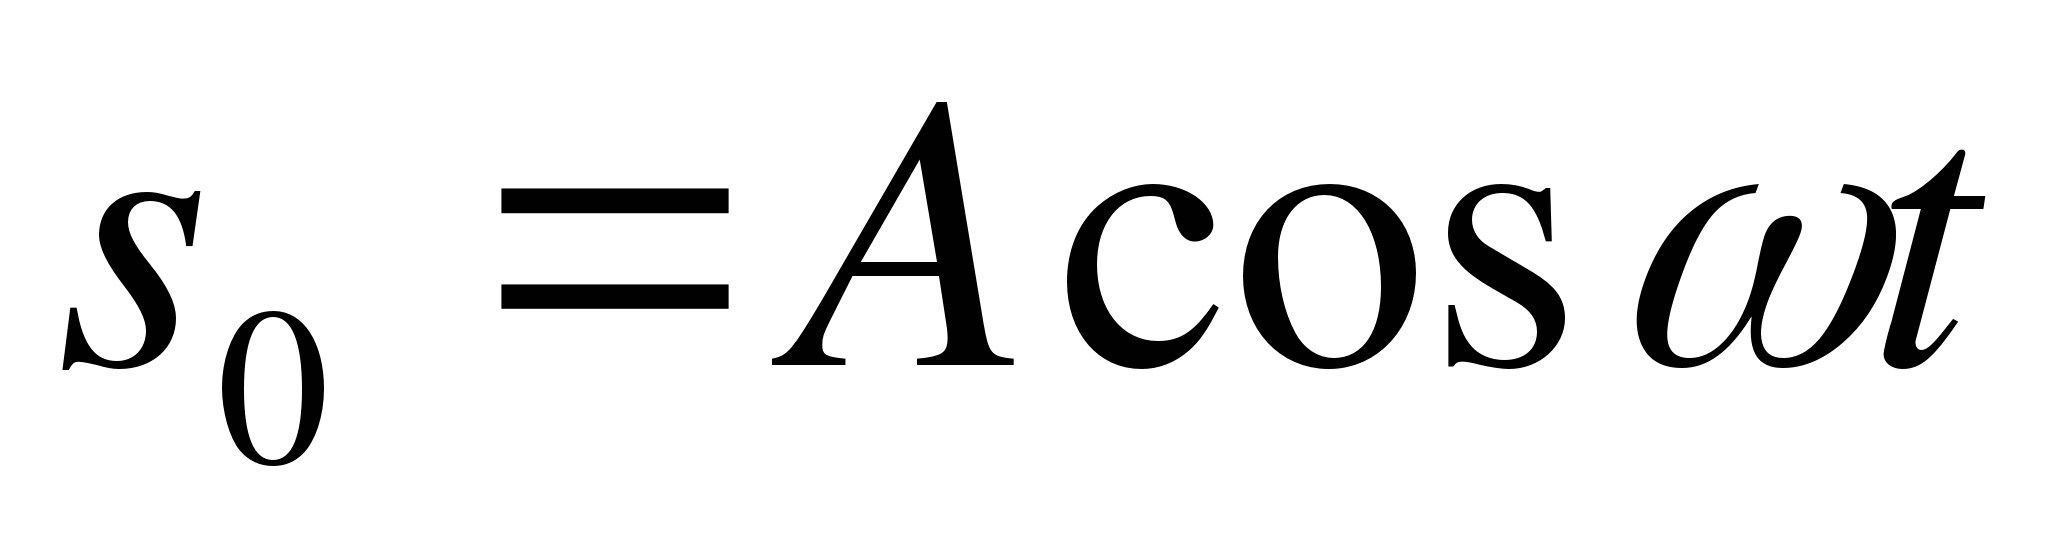 s₀ = A cos ωt